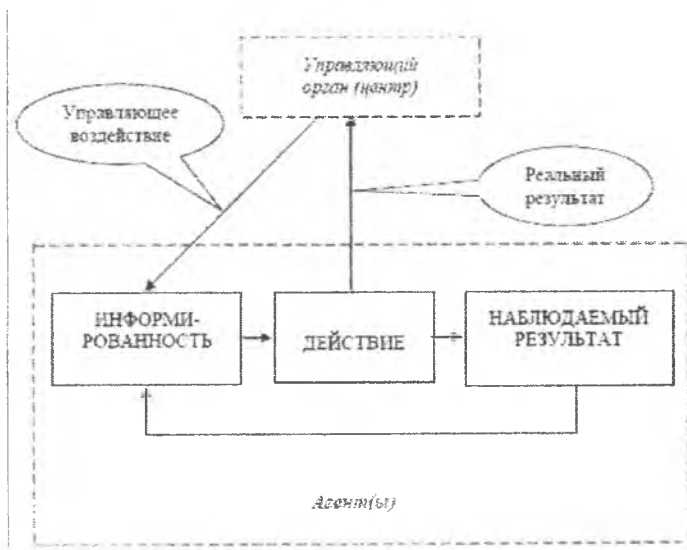 Управляющий
орган (центр)
Управляющее
воздействие
Реальный
результат
ИНФОРМИ-
РОВАННОСТЬ
ДЕЙСТВИЕ
НАБЛЮДАЕМЫЙ
РЕЗУЛЬТАТ
Агент(ы)